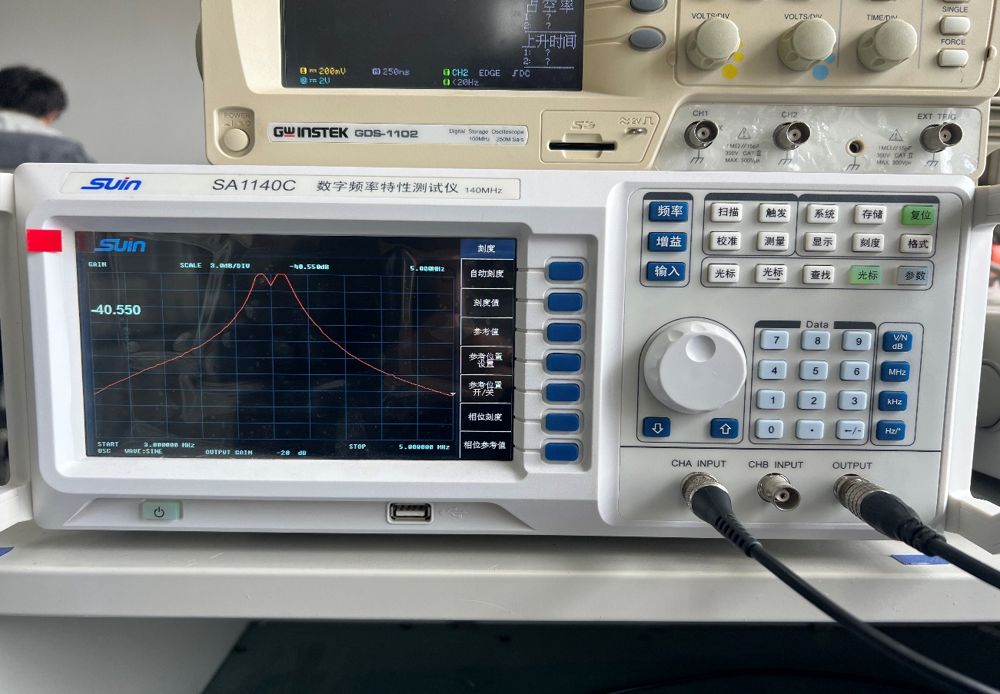 占空率
1: ?
2: ?
上升时间
1: ?
2: ?
200mV
250ns
CH2 EDGE DC
2V
<20Hz
VOLTS/DIV
VOLTS/DIV
TIME/DIV
SINGLE
FORCE
POWER
GWINSTEK GDS-1102
Digital Storage Oscilloscope
100MHz 250M Sa/s
≈2V
CH1
CH2
EXT TRIG
1MΩ//15pF
300V CAT II
MAX. 300Vpk
1MΩ//15pF
300V CAT II
MAX. 300Vpk
SUIN SA1140C 数字频率特性测试仪 140MHz
SUIN
GAIN SCALE 3.0dB/DIV -40.550dB 5.000MHz
-40.550
START 3.000000 MHz STOP 5.000000 MHz
OSC WAVE:SINE OUTPUT GAIN -20 dB
刻度
自动刻度
刻度值
参考值
参考位置
设置
参考位置
开/关
相位刻度
相位参考值
频率 扫描 触发 系统 存储 复位
增益 校准 测量 显示 刻度 格式
输入 光标 光标 查找 光标 参数
Data
7 8 9 V/N dB
4 5 6 MHz
1 2 3 kHz
0 · -/- Hz/°
CHA INPUT CHB INPUT OUTPUT